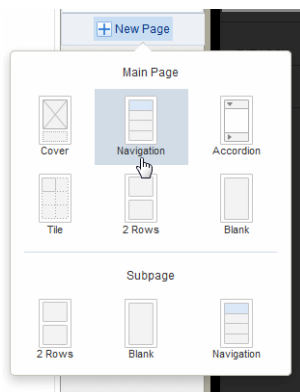 New Page
Main Page
Cover Navigation Accordion
Tile 2 Rows Blank
Subpage
2 Rows Blank Navigation